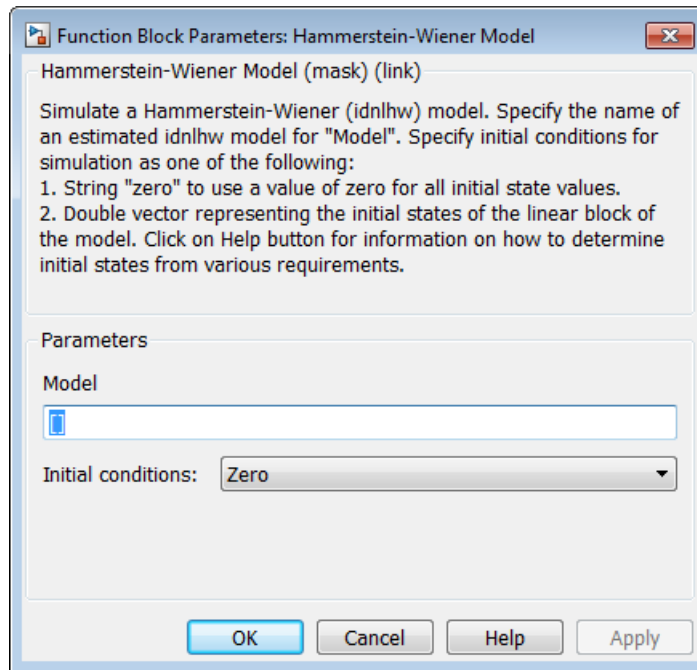 Function Block Parameters: Hammerstein-Wiener Model
Hammerstein-Wiener Model (mask) (link)
Simulate a Hammerstein-Wiener (idnlhw) model. Specify the name of
an estimated idnlhw model for "Model". Specify initial conditions for
simulation as one of the following:
1. String "zero" to use a value of zero for all initial state values.
2. Double vector representing the initial states of the linear block of
the model. Click on Help button for information on how to determine
initial states from various requirements.
Parameters
Model
[]
Initial conditions: Zero
OK Cancel Help Apply